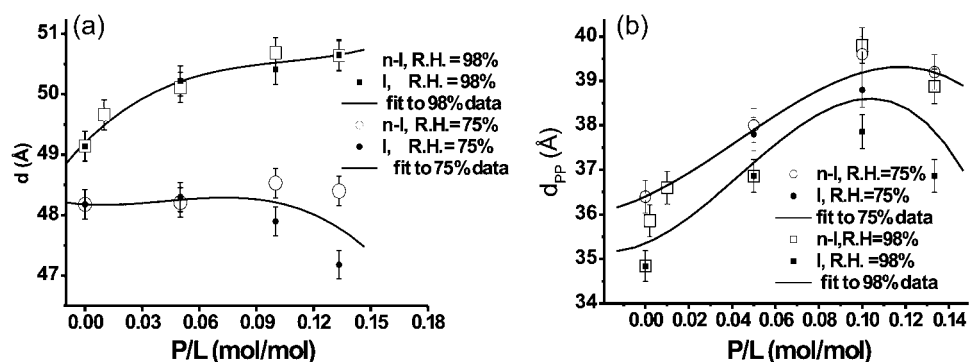 (a)
51
50
49
48
47
d (Å)
n-I, R.H. = 98%
I, R.H. = 98%
fit to 98% data
n-I, R.H.=75%
I, R.H. = 75%
fit to 75% data
0.00 0.03 0.06 0.09 0.12 0.15 0.18
P/L (mol/mol)
(b)
40
39
38
37
36
35
34
dPP (Å)
n-I, R.H.=75%
I, R.H.=75%
fit to 75% data
n-I,R.H=98%
I, R.H.=98%
fit to 98% data
0.00 0.02 0.04 0.06 0.08 0.10 0.12 0.14
P/L (mol/mol)